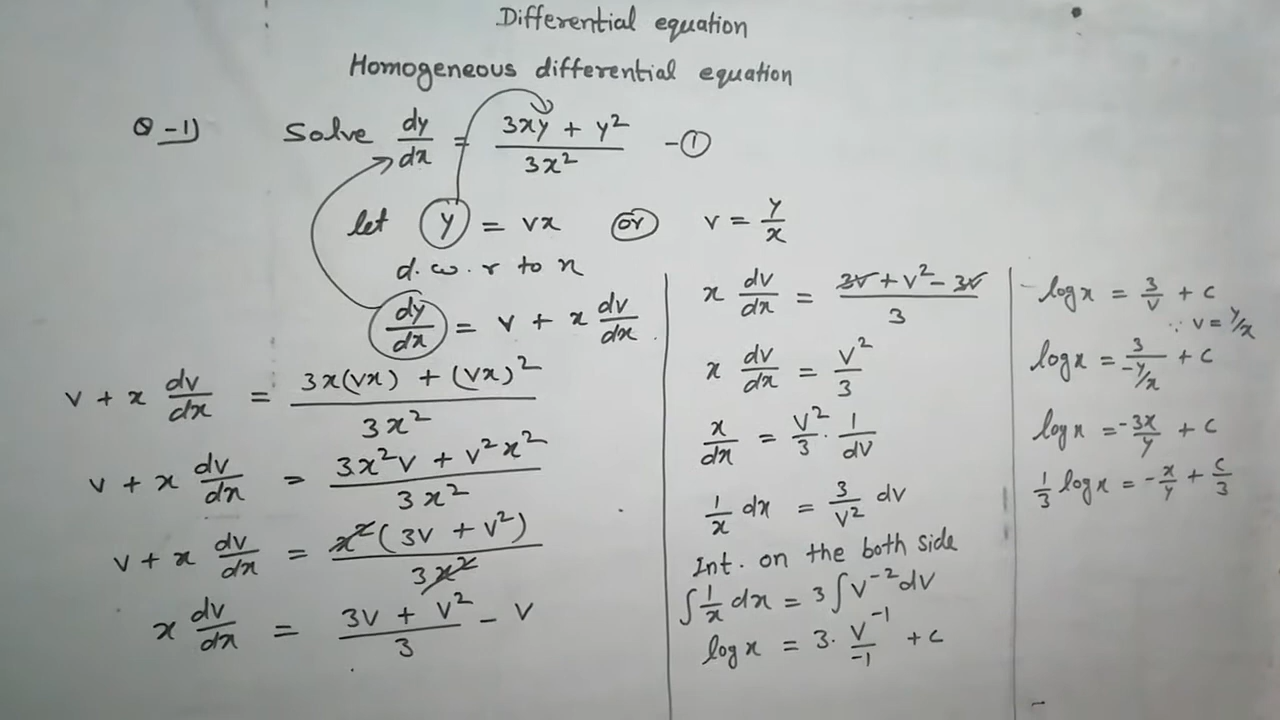 Differential equation
Homogeneous differential equation
Q-1) Solve dy/dx = (3xy + y²)/(3x²) -①
let y = vx or v = y/x
d.w.r to x
dy/dx = v + x dv/dx
v + x dv/dx = (3x(vx) + (vx)²)/(3x²)
v + x dv/dx = (3x²v + v²x²)/(3x²)
v + x dv/dx = x²(3v + v²)/(3x²)
x dv/dx = (3v + v²)/3 - v
x dv/dx = (3v + v² - 3v)/3
x dv/dx = v²/3
x/dx = v²/3 · 1/dv
1/x dx = 3/v² dv
Int. on the both side
∫ 1/x dx = 3∫ v⁻² dv
log x = 3. v⁻¹/-1 + c
-log x = 3/v + c
∵ v = y/x
log x = 3/(-y/x) + c
log x = -3x/y + c
1/3 log x = -x/y + c/3